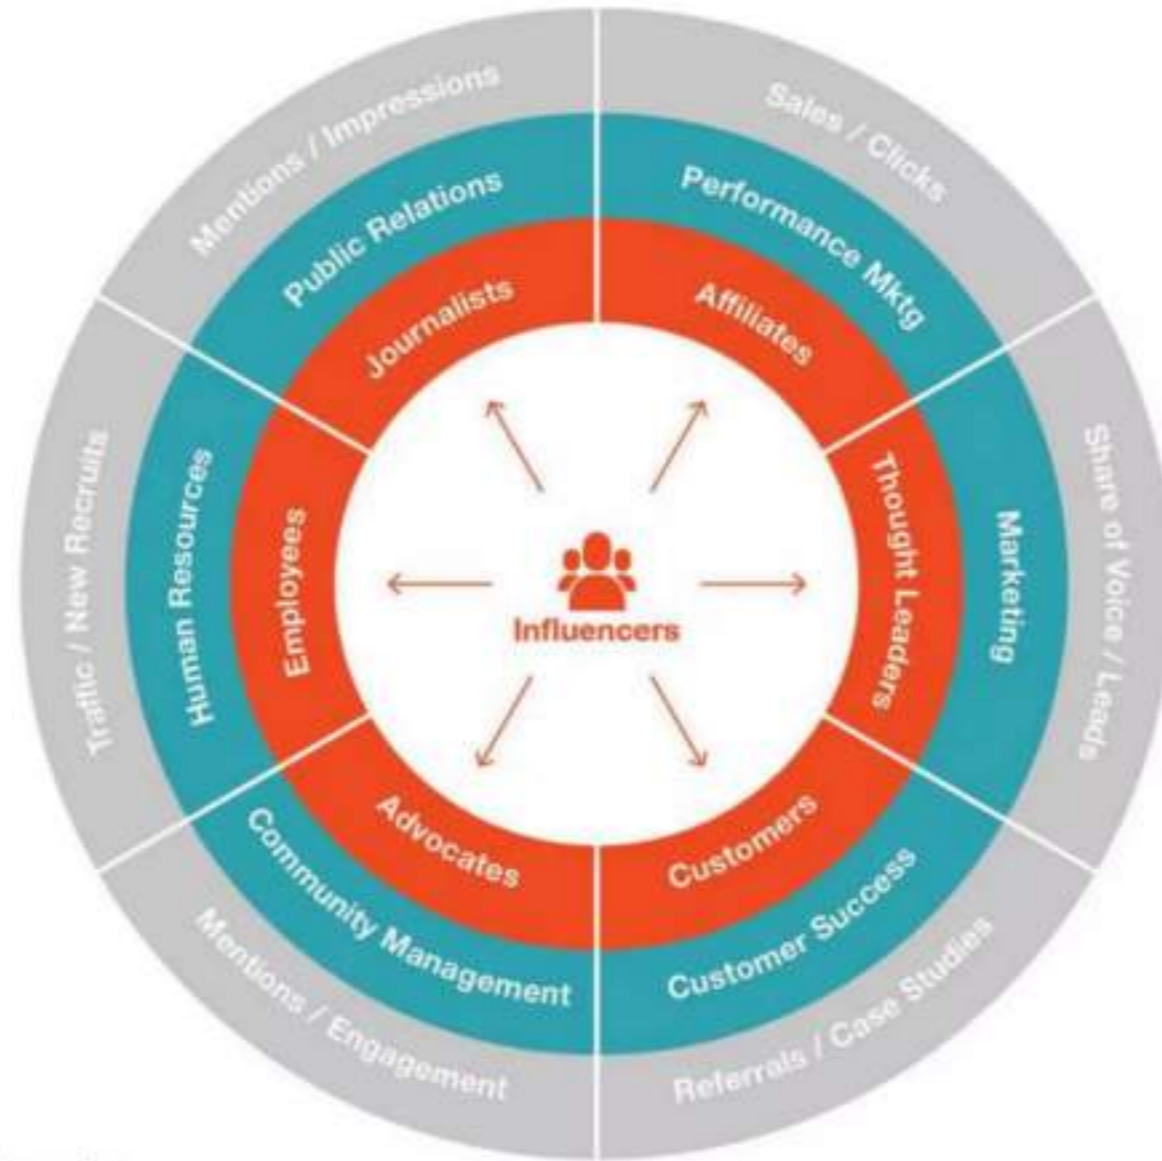 Mentions / Impressions
Sales / Clicks
Public Relations
Performance Mktg
Journalists
Affiliates
Traffic / New Recruits
Human Resources
Employees
Influencers
Thought Leaders
Marketing
Share of Voice / Leads
Advocates
Customers
Community Management
Customer Success
Mentions / Engagement
Referrals / Case Studies